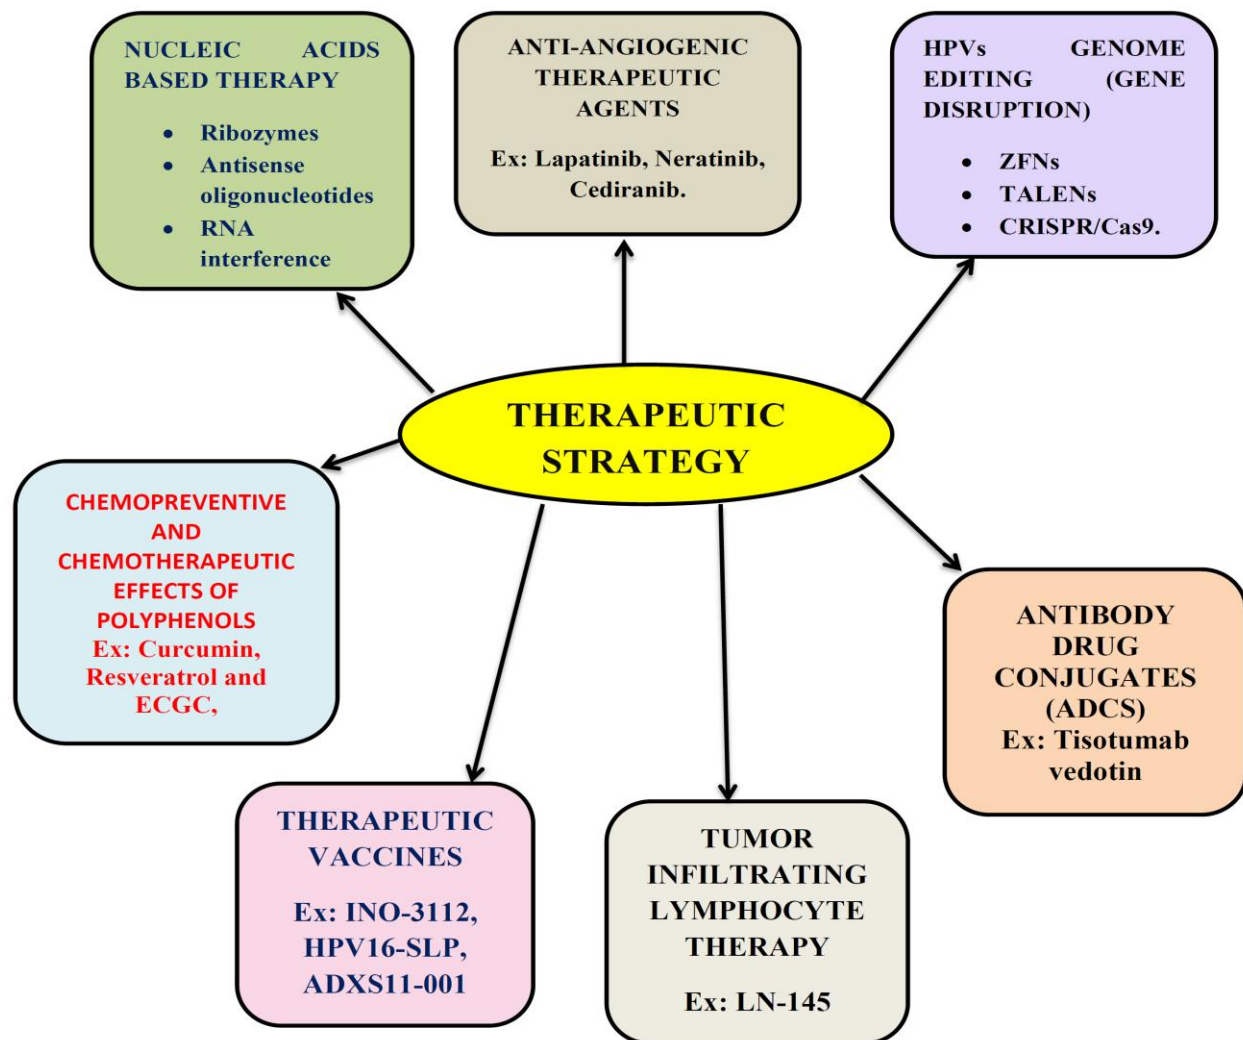 NUCLEIC ACIDS
BASED THERAPY
• Ribozymes
• Antisense
oligonucleotides
• RNA
interference
ANTI-ANGIOGENIC
THERAPEUTIC
AGENTS
Ex: Lapatinib, Neratinib,
Cediranib.
HPVs GENOME
EDITING (GENE
DISRUPTION)
• ZFNs
• TALENs
• CRISPR/Cas9.
THERAPEUTIC
STRATEGY
CHEMOPREVENTIVE
AND
CHEMOTHERAPEUTIC
EFFECTS OF
POLYPHENOLS
Ex: Curcumin,
Resveratrol and
ECGC,
ANTIBODY
DRUG
CONJUGATES
(ADCS)
Ex: Tisotumab
vedotin
THERAPEUTIC
VACCINES
Ex: INO-3112,
HPV16-SLP,
ADXS11-001
TUMOR
INFILTRATING
LYMPHOCYTE
THERAPY
Ex: LN-145